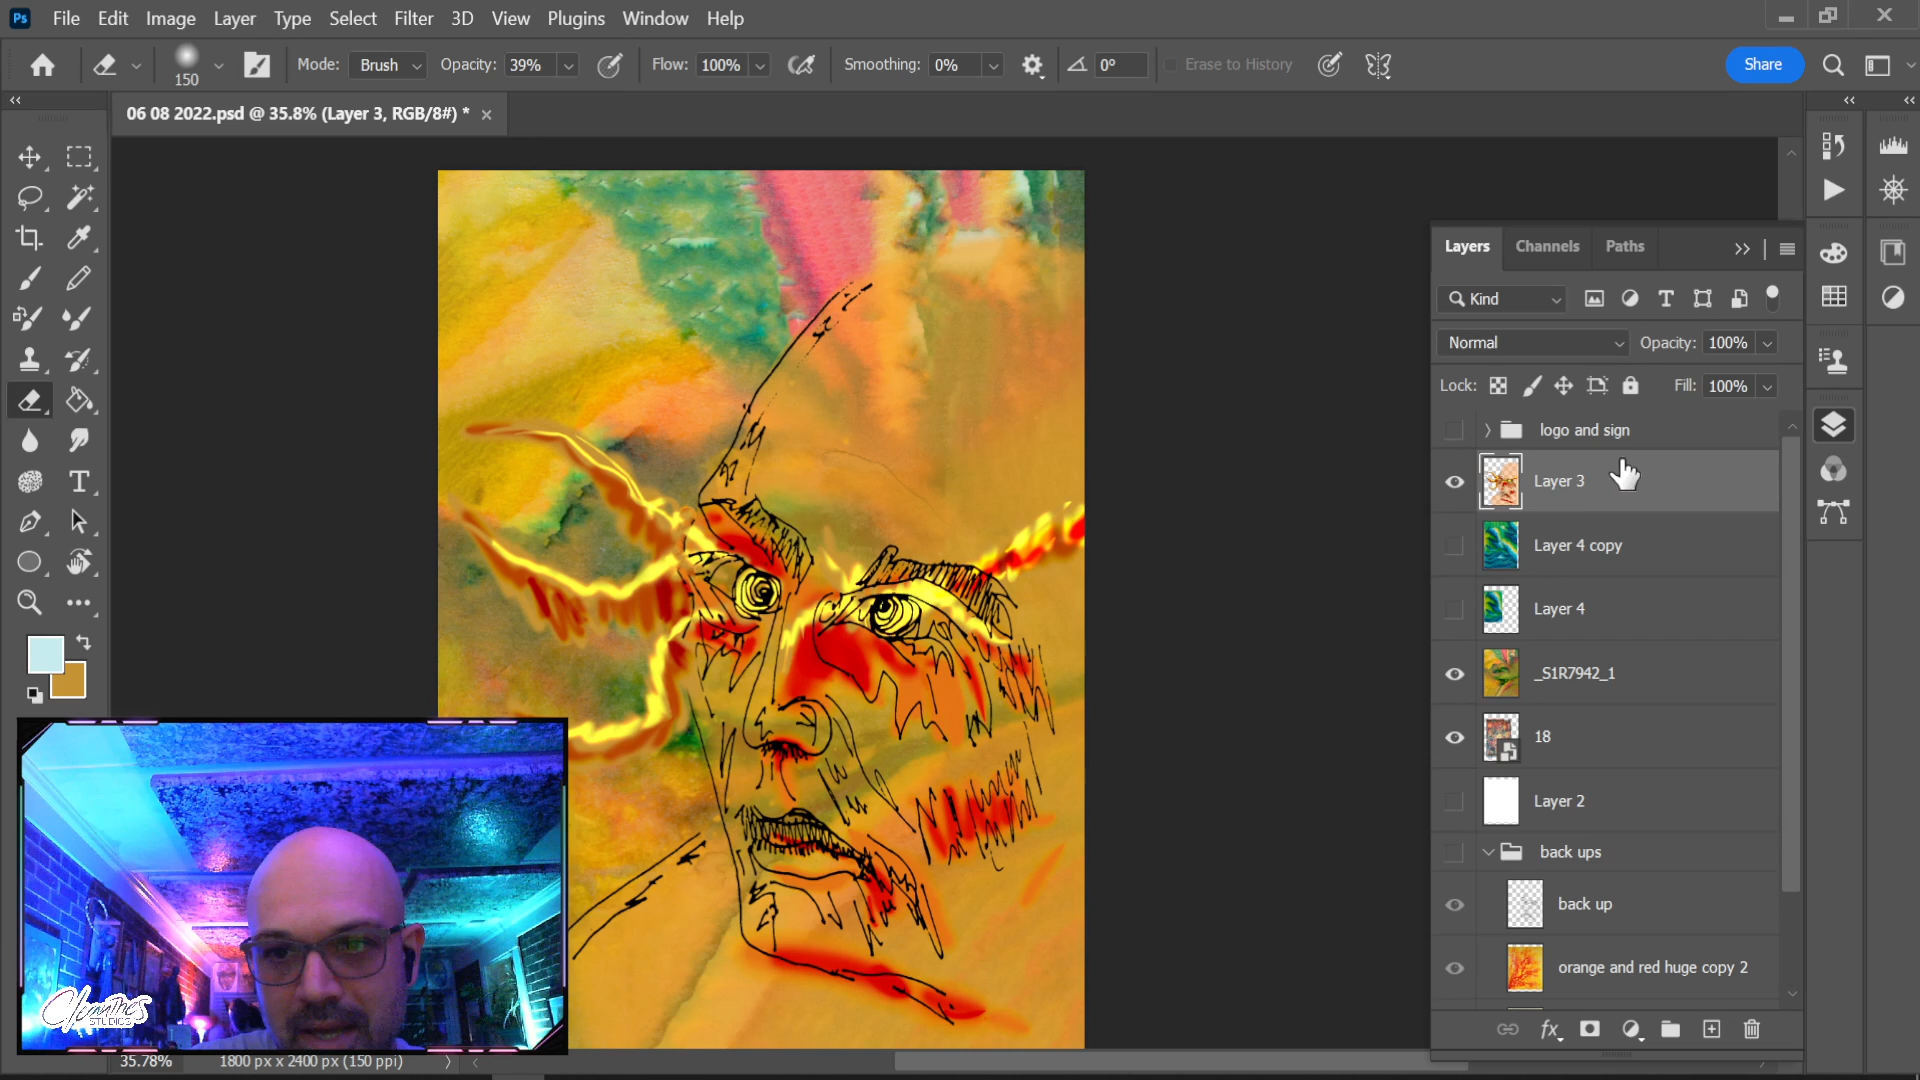 Ps File Edit Image Layer Type Select Filter 3D View Plugins Window Help
150 Mode: Brush Opacity: 39% Flow: 100% Smoothing: 0% 0° Erase to History Share
06 08 2022.psd @ 35.8% (Layer 3, RGB/8#) *
Layers Channels Paths
Kind
Normal Opacity: 100%
Lock: Fill: 100%
logo and sign
Layer 3
Layer 4 copy
Layer 4
_S1R7942_1
18
Layer 2
back ups
back up
orange and red huge copy 2
STUDIOS
35.78% 1800 px x 2400 px (150 ppi)